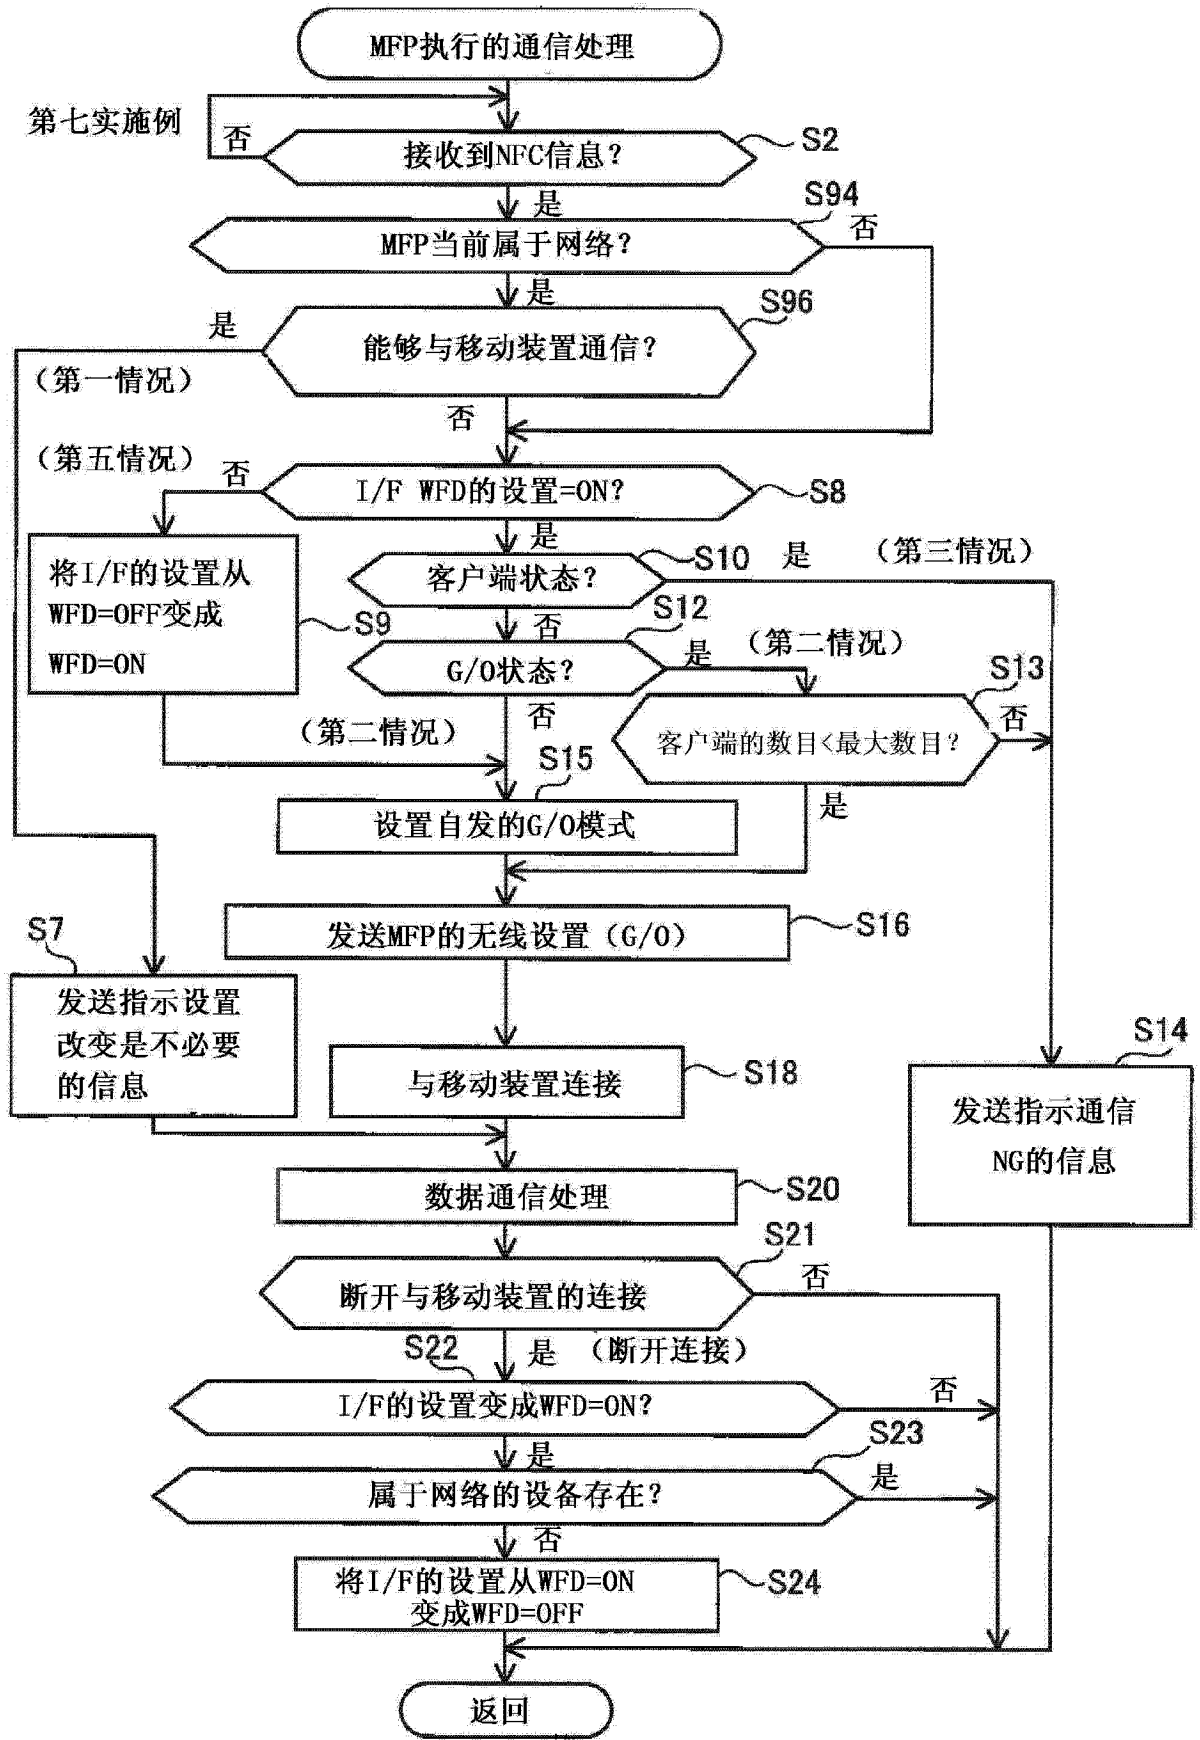 MFP执行的通信处理
第七实施例
否
接收到NFC信息？
S2
是
S94
MFP当前属于网络？
否
是
S96
是
能够与移动装置通信？
（第一情况）
否
（第五情况）
否
I/F WFD的设置=ON？
S8
是
将I/F的设置从
WFD=OFF变成
WFD=ON
S9
客户端状态？
S10
是
（第三情况）
否
S12
G/O状态？
是
（第二情况）
S13
客户端的数目<最大数目？
否
（第二情况）
否
S15
是
设置自发的G/O模式
发送MFP的无线设置（G/O）
S16
S7
发送指示设置
改变是不必要
的信息
与移动装置连接
S18
S14
发送指示通信
NG的信息
数据通信处理
S20
S21
断开与移动装置的连接
否
S22
是
（断开连接）
I/F的设置变成WFD=ON？
否
是
S23
属于网络的设备存在？
是
否
将I/F的设置从WFD=ON
变成WFD=OFF
S24
返回